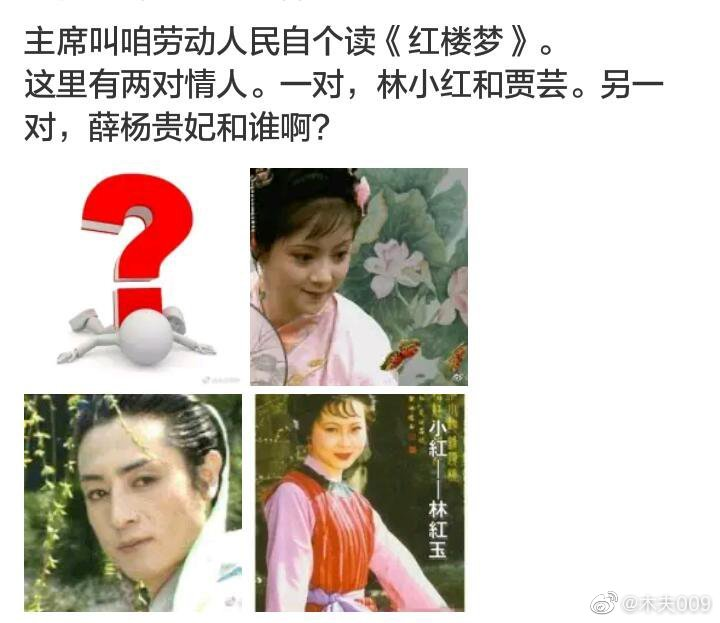 主席叫咱劳动人民自个读《红楼梦》。
这里有两对情人。一对，林小红和贾芸。另一
对，薛杨贵妃和谁啊？
小紅——林紅玉
@木夫009